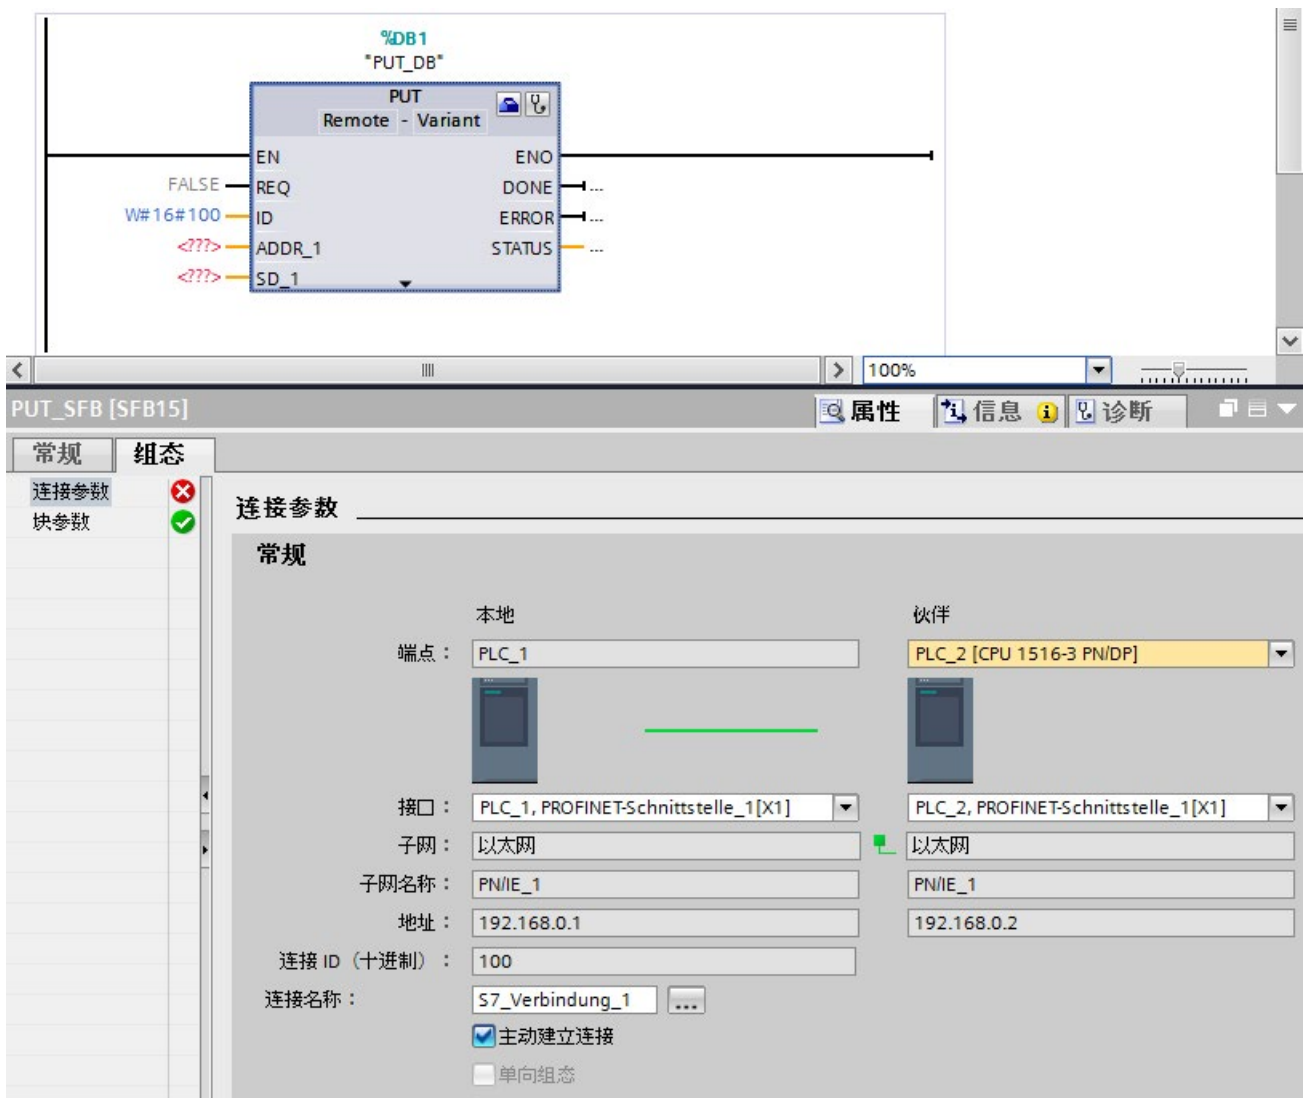 %DB1
"PUT_DB"
PUT
Remote - Variant
EN ENO
FALSE REQ DONE ...
W#16#100 ID ERROR ...
<???> ADDR_1 STATUS ...
<???> SD_1
100%
PUT_SFB [SFB15] 属性 信息 诊断
常规 组态
连接参数
块参数
连接参数
常规
本地 伙伴
端点: PLC_1 PLC_2 [CPU 1516-3 PN/DP]
接口: PLC_1, PROFINET-Schnittstelle_1[X1] PLC_2, PROFINET-Schnittstelle_1[X1]
子网: 以太网 以太网
子网名称: PN/IE_1 PN/IE_1
地址: 192.168.0.1 192.168.0.2
连接 ID（十进制）: 100
连接名称: S7_Verbindung_1 ...
主动建立连接
单向组态